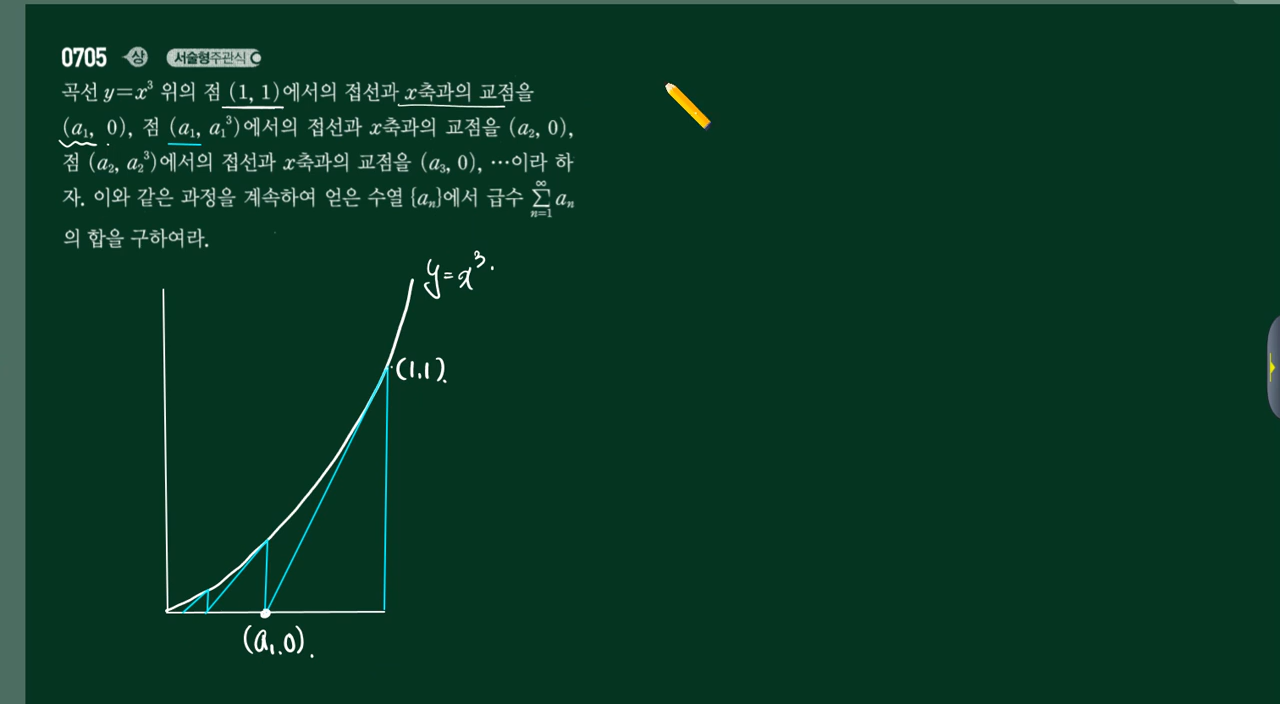 0705 상 서술형주관식
곡선 y=x³ 위의 점 (1, 1)에서의 접선과 x축과의 교점을
(a₁, 0), 점 (a₁, a₁³)에서의 접선과 x축과의 교점을 (a₂, 0),
점 (a₂, a₂³)에서의 접선과 x축과의 교점을 (a₃, 0), …이라 하
자. 이와 같은 과정을 계속하여 얻은 수열 {aₙ}에서 급수 ∑ₙ₌₁^∞ aₙ
의 합을 구하여라.
y=x³.
(1,1).
(a₁,0).